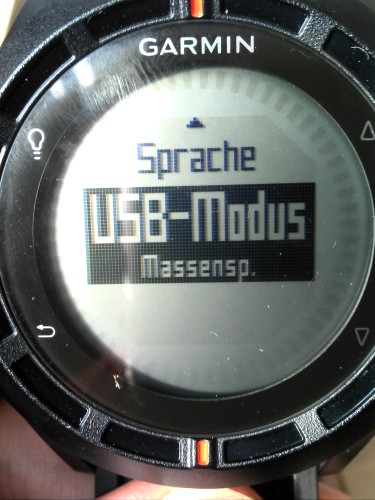 GARMIN
Sprache
USB-Modus
Massensp.